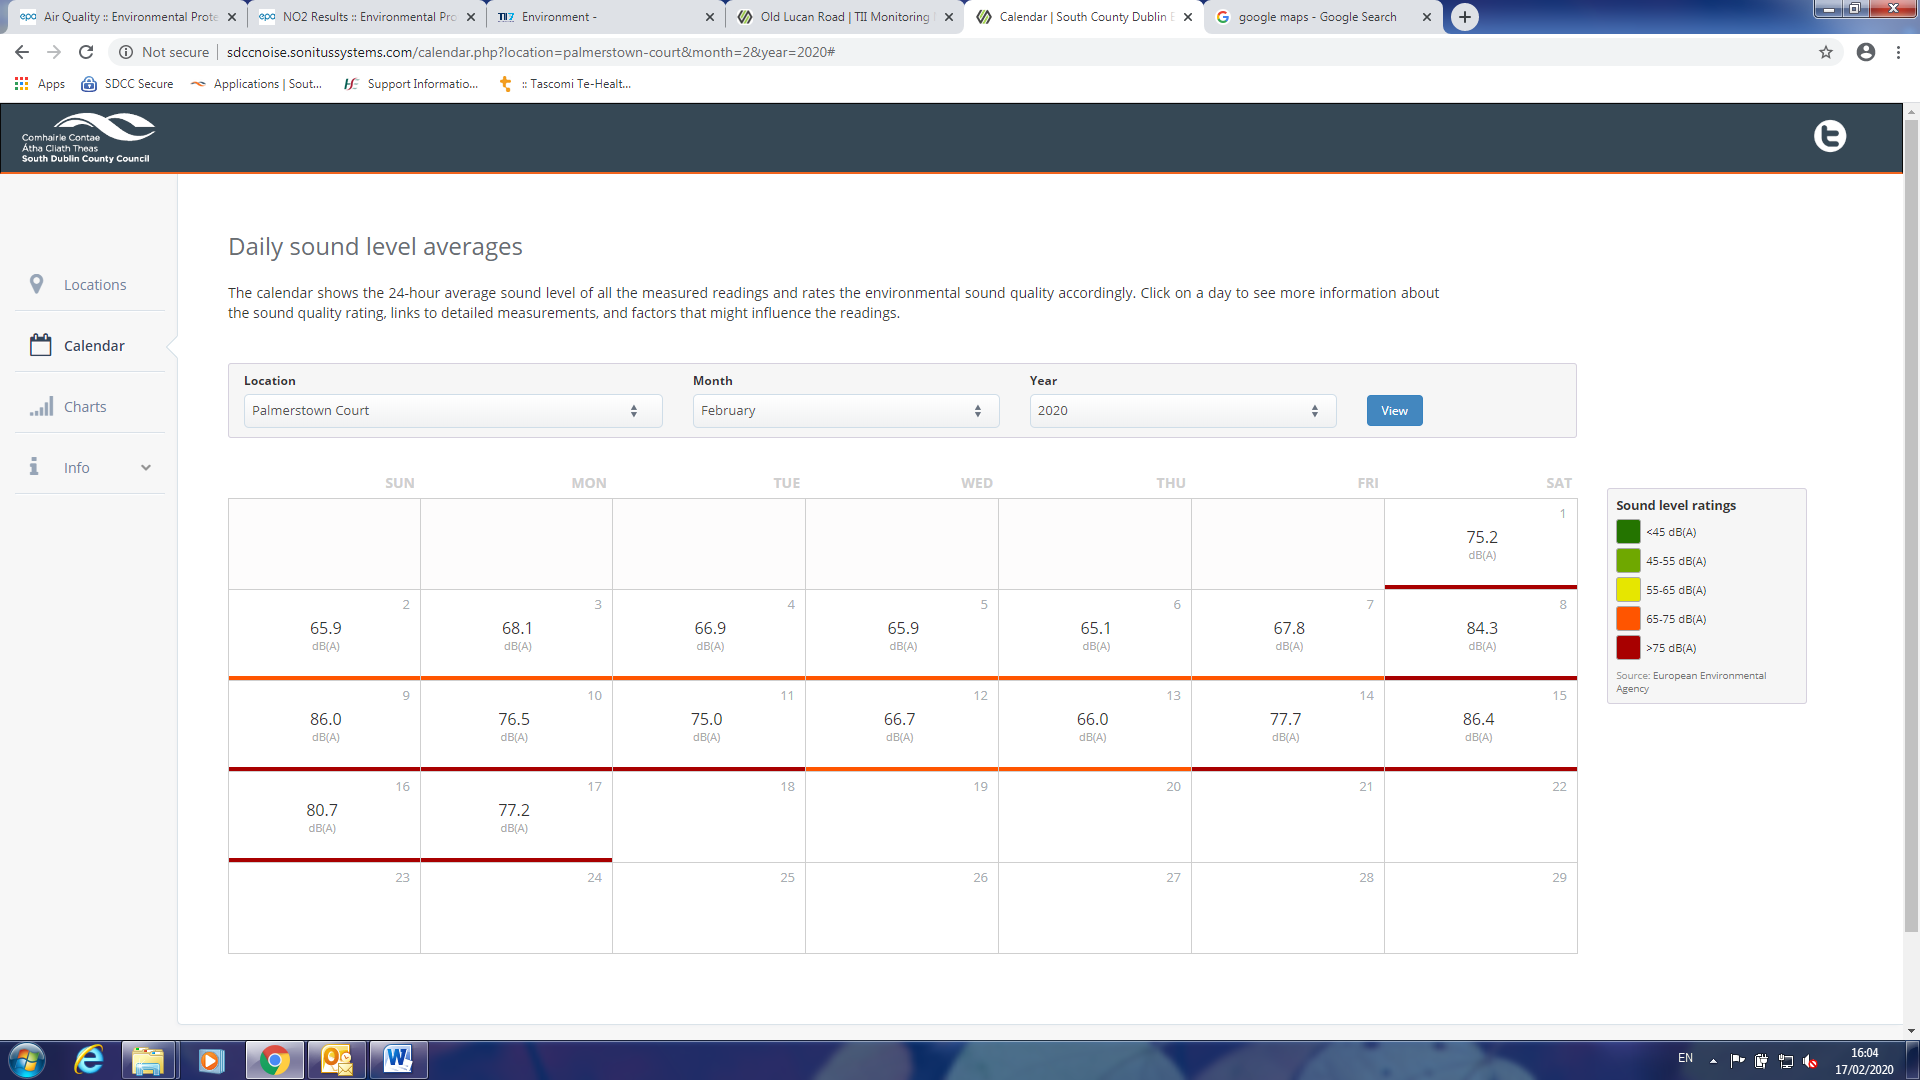 Air Quality :: Environmental Prote
NO2 Results :: Environmental Pro
Environment -
Old Lucan Road | TII Monitoring
Calendar | South County Dublin E
google maps - Google Search
Not secure | sdccnoise.sonitussystems.com/calendar.php?location=palmerstown-court&month=2&year=2020#
Apps SDCC Secure Applications | Sout... Support Informatio... :: Tascomi Te-Healt...
Comhairle Contae
Átha Cliath Theas
South Dublin County Council
Locations
Calendar
Charts
Info
Daily sound level averages
The calendar shows the 24-hour average sound level of all the measured readings and rates the environmental sound quality accordingly. Click on a day to see more information about
the sound quality rating, links to detailed measurements, and factors that might influence the readings.
Location Month Year
Palmerstown Court February 2020 View
SUN MON TUE WED THU FRI SAT
1
75.2
dB(A)
2 3 4 5 6 7 8
65.9 68.1 66.9 65.9 65.1 67.8 84.3
dB(A) dB(A) dB(A) dB(A) dB(A) dB(A) dB(A)
9 10 11 12 13 14 15
86.0 76.5 75.0 66.7 66.0 77.7 86.4
dB(A) dB(A) dB(A) dB(A) dB(A) dB(A) dB(A)
16 17 18 19 20 21 22
80.7 77.2
dB(A) dB(A)
23 24 25 26 27 28 29
Sound level ratings
<45 dB(A)
45-55 dB(A)
55-65 dB(A)
65-75 dB(A)
>75 dB(A)
Source: European Environmental
Agency
EN
16:04
17/02/2020